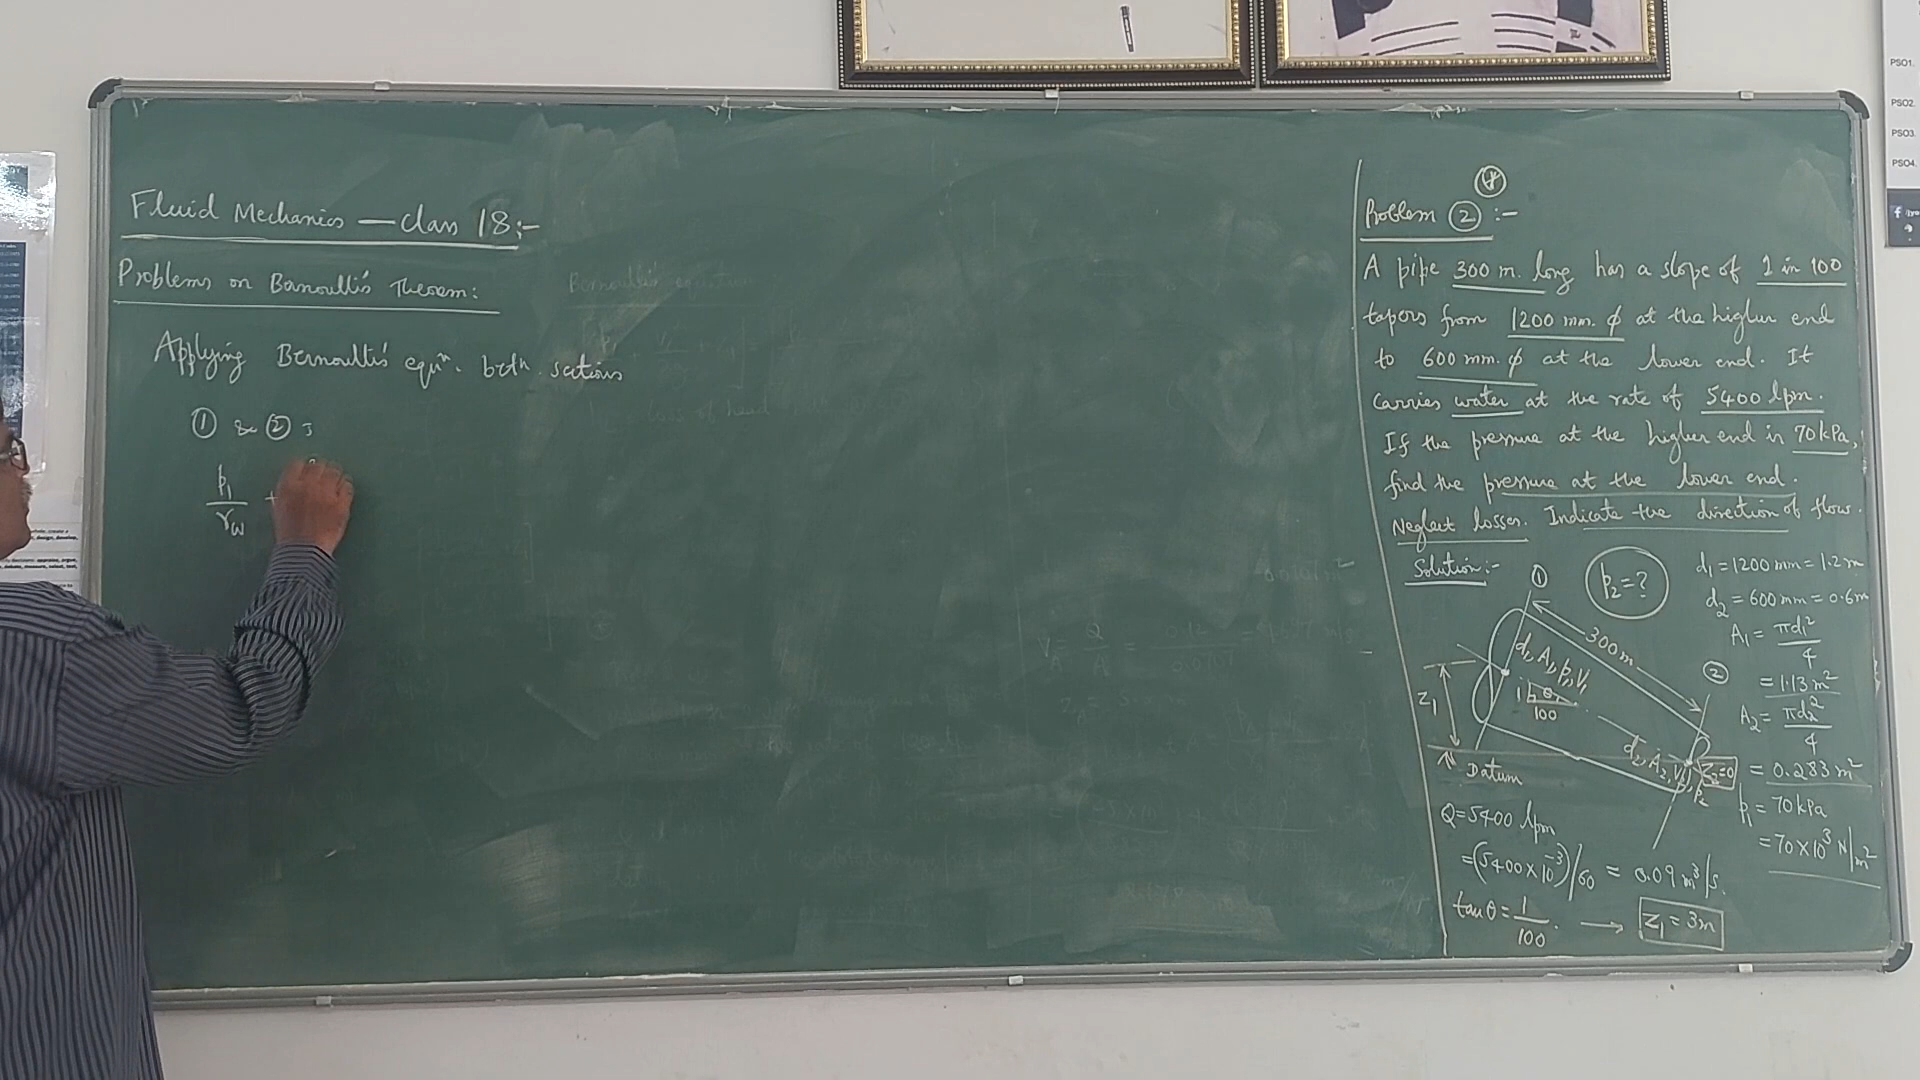 Fluid Mechanics — Class 18:-
Problems on Bernoulli's Theorem:
Applying Bernoulli's equⁿ. betn. sections
① & ② ;
p₁/γw +
④
Problem ② :-
A pipe 300 m. long has a slope of 1 in 100
tapers from 1200 mm. φ at the higher end
to 600 mm. φ at the lower end. It
carries water at the rate of 5400 lpm.
If the pressure at the higher end is 70 kPa,
find the pressure at the lower end.
Neglect losses. Indicate the direction of flow.
Solution:-
p₂ = ?
①
300 m
②
d₁, A₁, p₁, V₁
100
Z₁
d₂, A₂, V₂, p₂
Z₂=0
Datum
d₁ = 1200 mm = 1.2 m
d₂ = 600 mm = 0.6 m
A₁ = πd₁²/4
= 1.13 m²
A₂ = πd₂²/4
= 0.283 m²
p₁ = 70 kPa
= 70 × 10³ N/m²
Q = 5400 lpm
= (5400 × 10⁻³)/60 = 0.09 m³/s.
tan θ = 1/100. → Z₁ = 3m
PSO1.
PSO2.
PSO3.
PSO4.